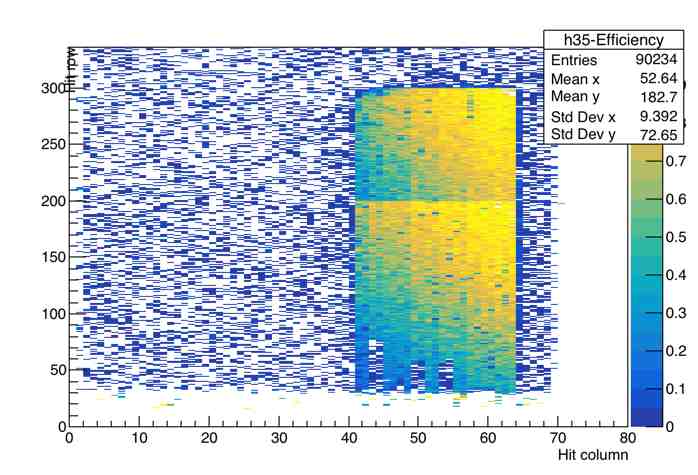 h35-Efficiency
Entries 90234
Mean x 52.64
Mean y 182.7
Std Dev x 9.392
Std Dev y 72.65
300
250
200
150
100
50
0
0 10 20 30 40 50 60 70 80
Hit column
Hit row
0.7
0.6
0.5
0.4
0.3
0.2
0.1
0